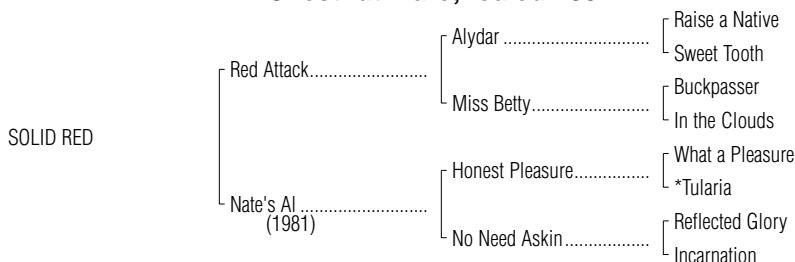 Raise a Native
Alydar
Sweet Tooth
Red Attack
Buckpasser
Miss Betty
In the Clouds
SOLID RED
What a Pleasure
Honest Pleasure
*Tularia
Nate's Al
(1981)
Reflected Glory
No Need Askin
Incarnation